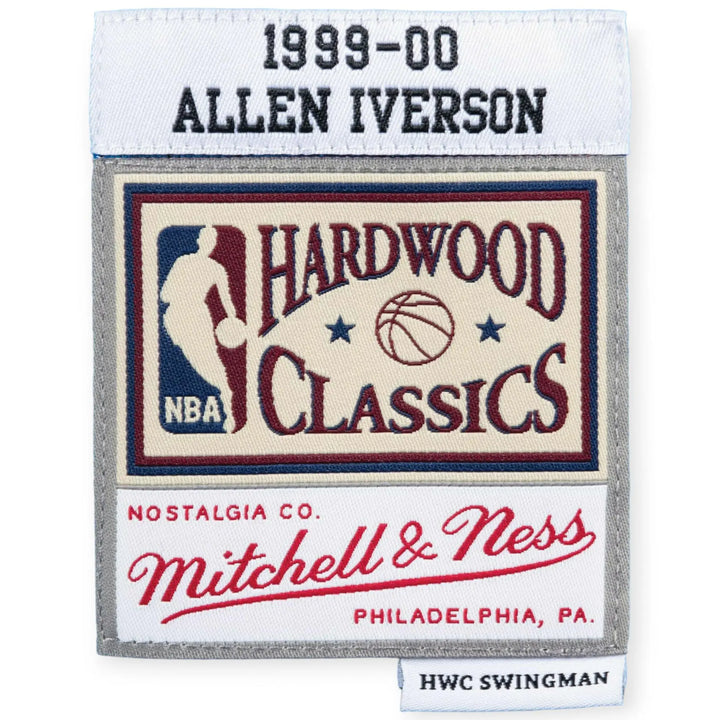 1999-00
ALLEN IVERSON
HARDWOOD
CLASSICS
NBA
NOSTALGIA CO.
Mitchell & Ness
PHILADELPHIA, PA.
HWC SWINGMAN